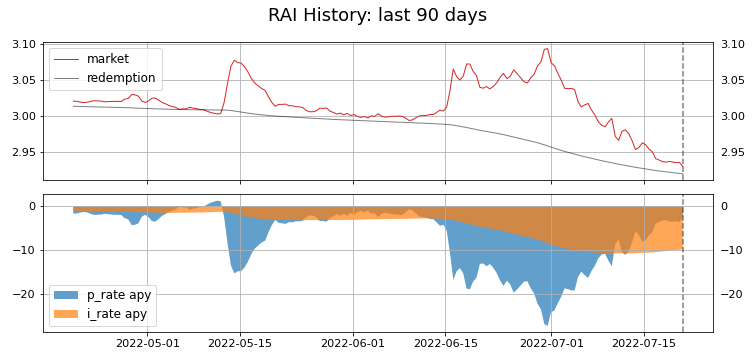 RAI History: last 90 days
3.10 3.10
market
redemption
3.05 3.05
3.00 3.00
2.95 2.95
0 0
−10 −10
−20 −20
p_rate apy
i_rate apy
2022-05-01 2022-05-15 2022-06-01 2022-06-15 2022-07-01 2022-07-15